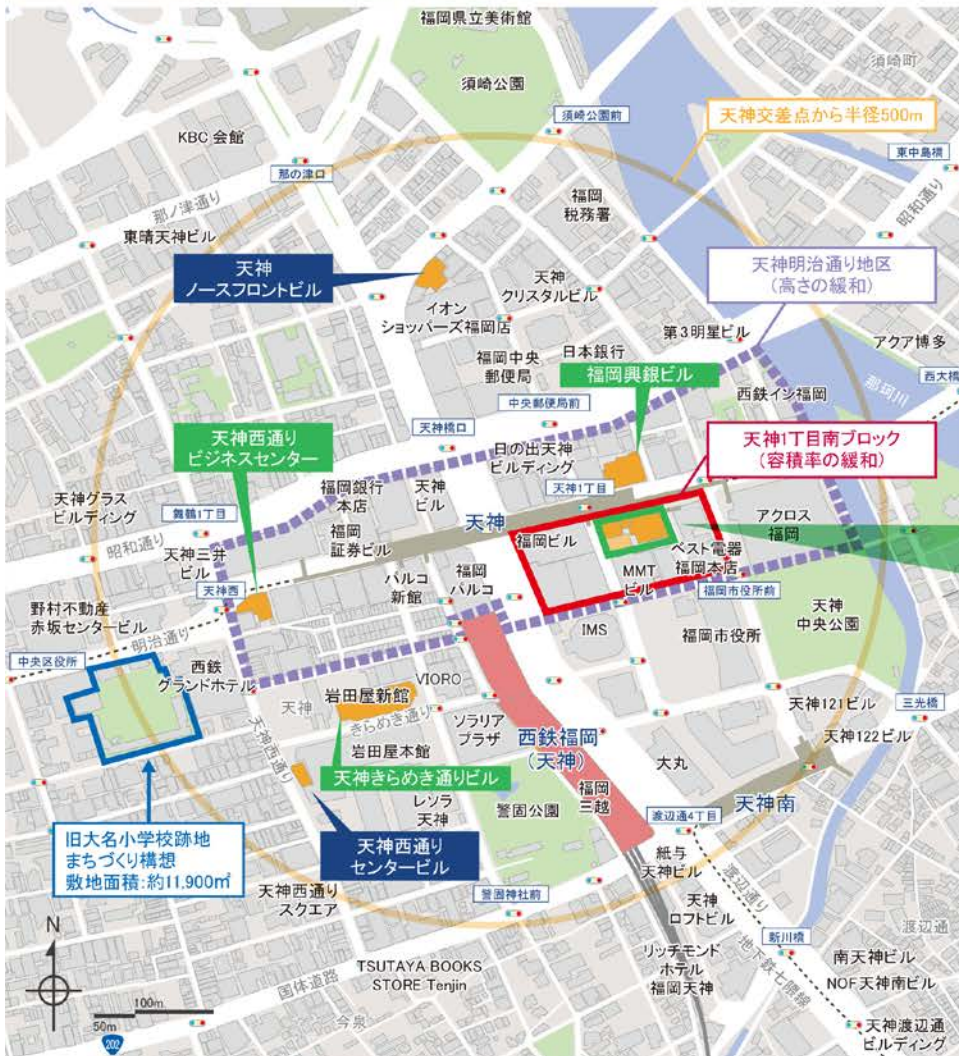 福岡県立美術館
須崎公園
須崎町
天神交差点から半径500m
須崎公園前
KBC 会館
東中島橋
那の津口
昭和通り
那ノ津通り
福岡
税務署
東晴天神ビル
天神明治通り地区
(高さの緩和)
天神
ノースフロントビル
天神
クリスタルビル
イオン
ショッパーズ福岡店
第3明星ビル
アクア博多
福岡中央
郵便局
日本銀行
西大橋
福岡興銀ビル
西鉄イン福岡
那珂川
中央郵便局前
天神1丁目南ブロック
(容積率の緩和)
天神西通り
ビジネスセンター
天神橋口
日の出天神
ビルディング
天神グラス
ビルディング
福岡銀行
本店
天神
ビル
天神1丁目
舞鶴1丁目
天神
アクロス
福岡
昭和通り
福岡
証券ビル
福岡ビル
天神三井
ビル
ベスト電器
福岡本店
パルコ
新館
福岡
パルコ
MMT
ビル
天神西
福岡市役所前
野村不動産
赤坂センタービル
天神
中央公園
明治通り
IMS
福岡市役所
中央区役所
西鉄
グランドホテル
VIORO
岩田屋新館
天神
きらめき通り
三光橋
天神121ビル
ソラリア
プラザ
天神西通り
西鉄福岡
(天神)
天神122ビル
岩田屋本館
大丸
天神きらめき通りビル
福岡
三越
天神南
レソラ
天神
警固公園
渡辺通4丁目
旧大名小学校跡地
まちづくり構想
敷地面積:約11,900㎡
天神西通り
センタービル
紙与
天神ビル
渡辺通り
天神西通り
スクエア
警固神社前
天神
ロフトビル
渡辺通
N
新川橋
地下鉄七隈線
リッチモンド
ホテル
福岡天神
南天神ビル
TSUTAYA BOOKS
STORE Tenjin
国体道路
NOF天神南ビル
100m
50m
今泉
天神渡辺通
ビルディング
202